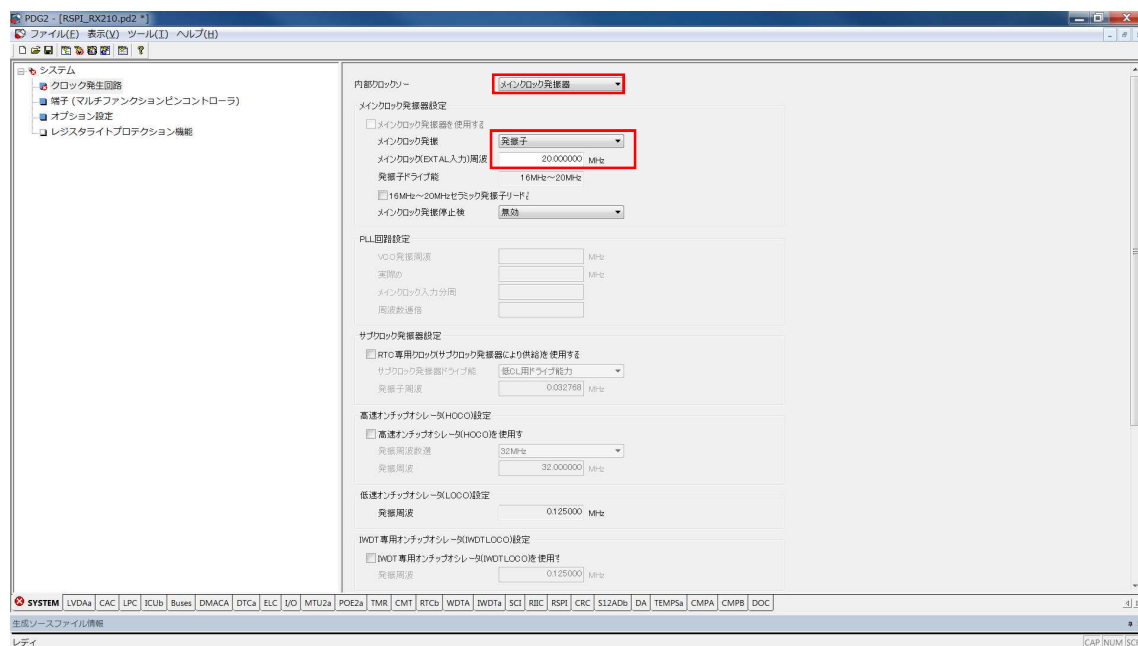 PDG2 - [RSPI_RX210.pd2 *]
ファイル(F) 表示(V) ツール(T) ヘルプ(H)
システム
クロック発生回路
端子 (マルチファンクションピンコントローラ)
オプション設定
レジスタライトプロテクション機能
内部クロックソー メインクロック発振器
メインクロック発振器設定
メインクロック発振器を使用する
メインクロック発振 発振子
メインクロック(EXTAL入力)周波 20.000000 MHz
発振子ドライブ能 16MHz～20MHz
16MHz～20MHzセラミック発振子リード
メインクロック発振停止検 無効
PLL回路設定
VCO発振周波 MHz
実際の MHz
メインクロック入力分周
周波数逓倍
サブクロック発振器設定
RTC専用クロック(サブクロック発振器により供給)を使用する
サブクロック発振器ドライブ能 低CL用ドライブ能力
発振子周波 0.032768 MHz
高速オンチップオシレータ(HOCO)設定
高速オンチップオシレータ(HOCO)を使用す
発振周波数選 32MHz
発振周波 32.000000 MHz
低速オンチップオシレータ(LOCO)設定
発振周波 0.125000 MHz
IWDT専用オンチップオシレータ(IWDTLOCO)設定
IWDT専用オンチップオシレータ(IWDTLOCO)を使用す
発振周波 0.125000 MHz
SYSTEM LVDAa CAC LPC ICUb Buses DMACA DTCa ELC I/O MTU2a POE2a TMR CMT RTCb WDTA IWDTa SCI RIIC RSPI CRC S12ADb DA TEMPSa CMPA CMPB DOC
生成ソースファイル情報
レディ CAP NUM SCR